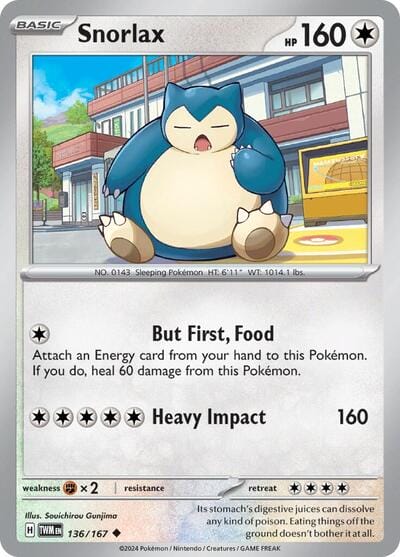 BASIC
Snorlax
HP 160
NO. 0143 Sleeping Pokémon HT: 6'11" WT: 1014.1 lbs.
But First, Food
Attach an Energy card from your hand to this Pokémon.
If you do, heal 60 damage from this Pokémon.
Heavy Impact 160
weakness ×2 resistance retreat
Illus. Souichirou Gunjima
H TWM EN 136/167
Its stomach's digestive juices can dissolve
any kind of poison. Eating things off the
ground doesn't bother it at all.
©2024 Pokémon / Nintendo / Creatures / GAME FREAK